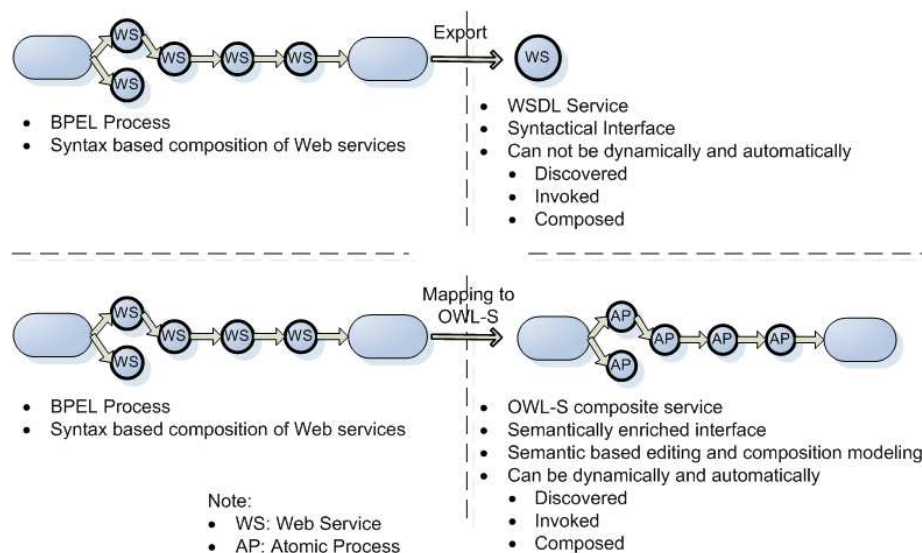 WS
WS
WS
WS
WS
Export
WS
• BPEL Process
• Syntax based composition of Web services
• WSDL Service
• Syntactical Interface
• Can not be dynamically and automatically
• Discovered
• Invoked
• Composed
WS
WS
WS
WS
WS
Mapping to
OWL-S
AP
AP
AP
AP
AP
• BPEL Process
• Syntax based composition of Web services
• OWL-S composite service
• Semantically enriched interface
• Semantic based editing and composition modeling
• Can be dynamically and automatically
• Discovered
• Invoked
• Composed
Note:
• WS: Web Service
• AP: Atomic Process